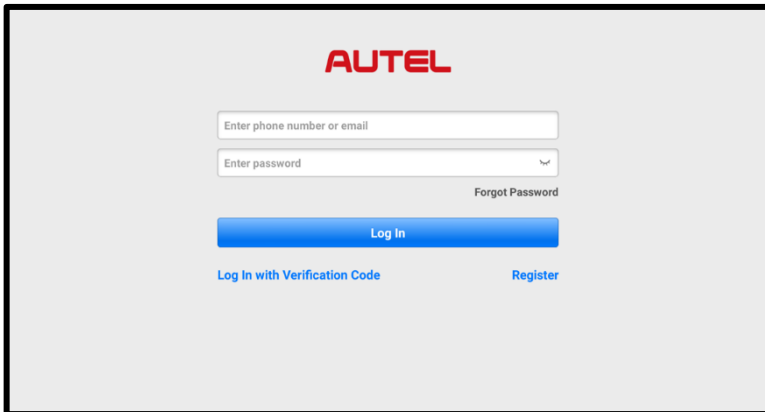 AUTEL
Enter phone number or email
Enter password
Forgot Password
Log In
Log In with Verification Code Register